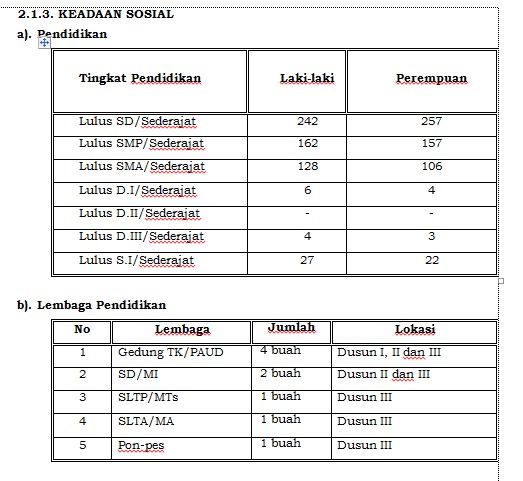 2.1.3. KEADAAN SOSIAL
a). Pendidikan
Tingkat Pendidikan Laki-laki Perempuan
Lulus SD/Sederajat 242 257
Lulus SMP/Sederajat 162 157
Lulus SMA/Sederajat 128 106
Lulus D.I/Sederajat 6 4
Lulus D.II/Sederajat - -
Lulus D.III/Sederajat 4 3
Lulus S.I/Sederajat 27 22
b). Lembaga Pendidikan
No Lembaga Jumlah Lokasi
1 Gedung TK/PAUD 4 buah Dusun I, II dan III
2 SD/MI 2 buah Dusun II dan III
3 SLTP/MTs 1 buah Dusun III
4 SLTA/MA 1 buah Dusun III
5 Pon-pes 1 buah Dusun III